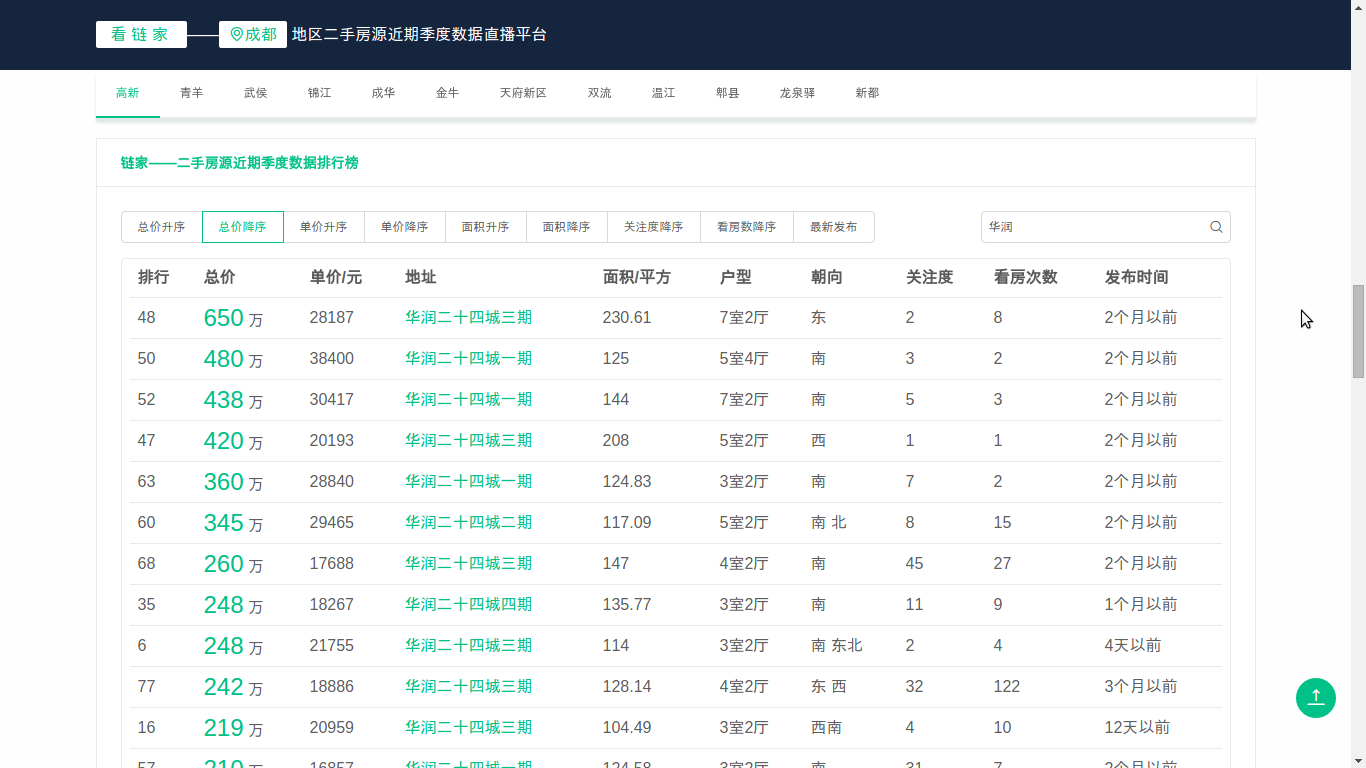 看 链 家 —— 成都 地区二手房源近期季度数据直播平台
高新 青羊 武侯 锦江 成华 金牛 天府新区 双流 温江 郫县 龙泉驿 新都
链家——二手房源近期季度数据排行榜
总价升序 总价降序 单价升序 单价降序 面积升序 面积降序 关注度降序 看房数降序 最新发布 华润
排行 总价 单价/元 地址 面积/平方 户型 朝向 关注度 看房次数 发布时间
48 650 万 28187 华润二十四城三期 230.61 7室2厅 东 2 8 2个月以前
50 480 万 38400 华润二十四城一期 125 5室4厅 南 3 2 2个月以前
52 438 万 30417 华润二十四城一期 144 7室2厅 南 5 3 2个月以前
47 420 万 20193 华润二十四城三期 208 5室2厅 西 1 1 2个月以前
63 360 万 28840 华润二十四城一期 124.83 3室2厅 南 7 2 2个月以前
60 345 万 29465 华润二十四城二期 117.09 5室2厅 南 北 8 15 2个月以前
68 260 万 17688 华润二十四城三期 147 4室2厅 南 45 27 2个月以前
35 248 万 18267 华润二十四城四期 135.77 3室2厅 南 11 9 1个月以前
6 248 万 21755 华润二十四城三期 114 3室2厅 南 东北 2 4 4天以前
77 242 万 18886 华润二十四城三期 128.14 4室2厅 东 西 32 122 3个月以前
16 219 万 20959 华润二十四城三期 104.49 3室2厅 西南 4 10 12天以前
57 210 万 16857 华润二十四城一期 124.58 3室2厅 南 31 7 2个月以前